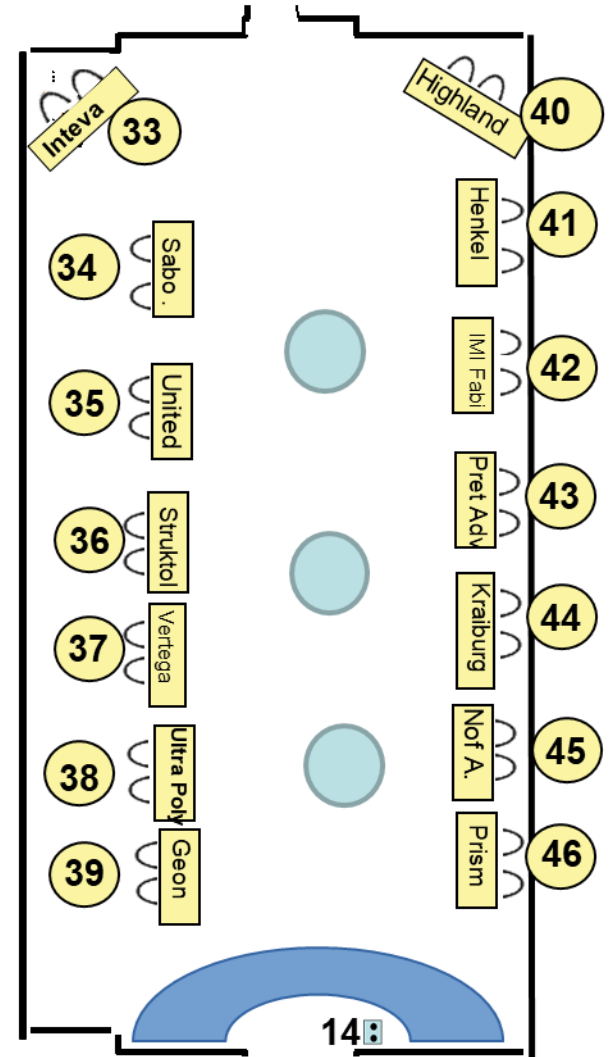 Inteva
33
Highland
40
34
Sabo .
Henkel
41
35
United
IMI Fabi
42
36
Struktol
Pret Adv
43
37
Vertega
Kraiburg
44
38
Ultra Poly
Nof A.
45
39
Geon
Prism
46
14